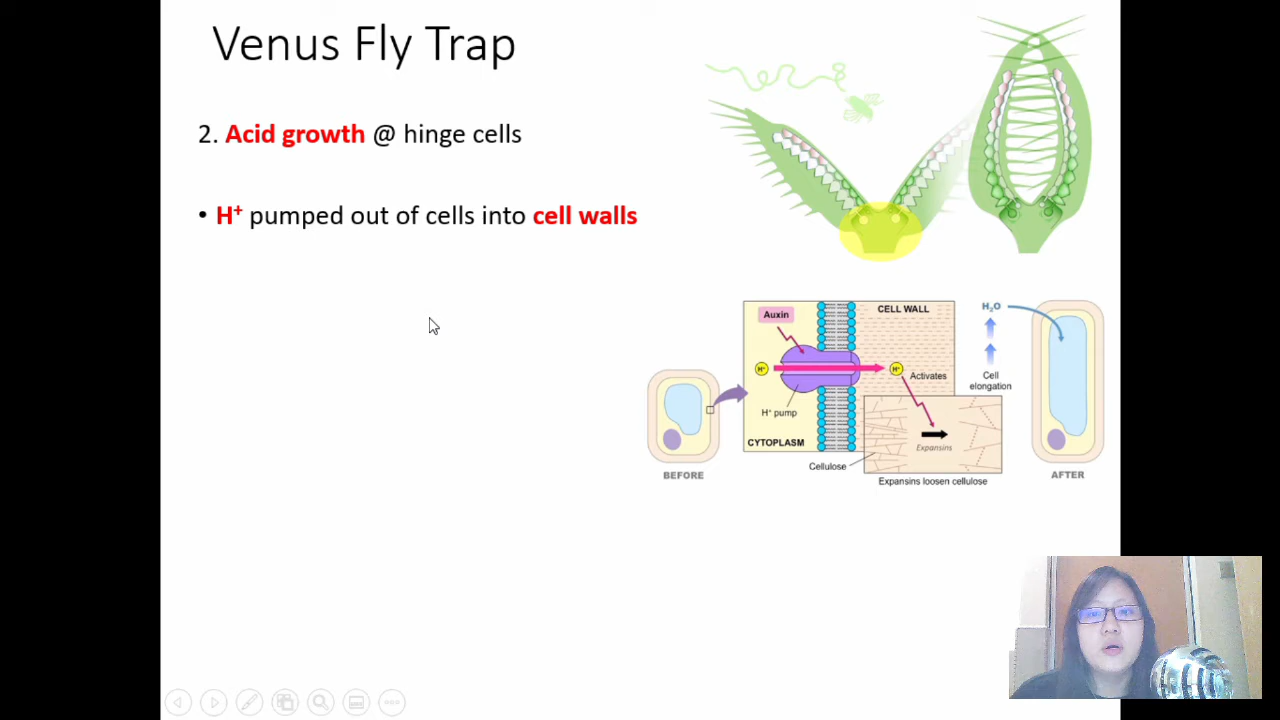 Venus Fly Trap
2. Acid growth @ hinge cells
• H⁺ pumped out of cells into cell walls
Auxin
CELL WALL
H₂O
H⁺
H⁺
Activates
Cell
elongation
H⁺ pump
CYTOPLASM
Expansins
Cellulose
BEFORE
Expansins loosen cellulose
AFTER